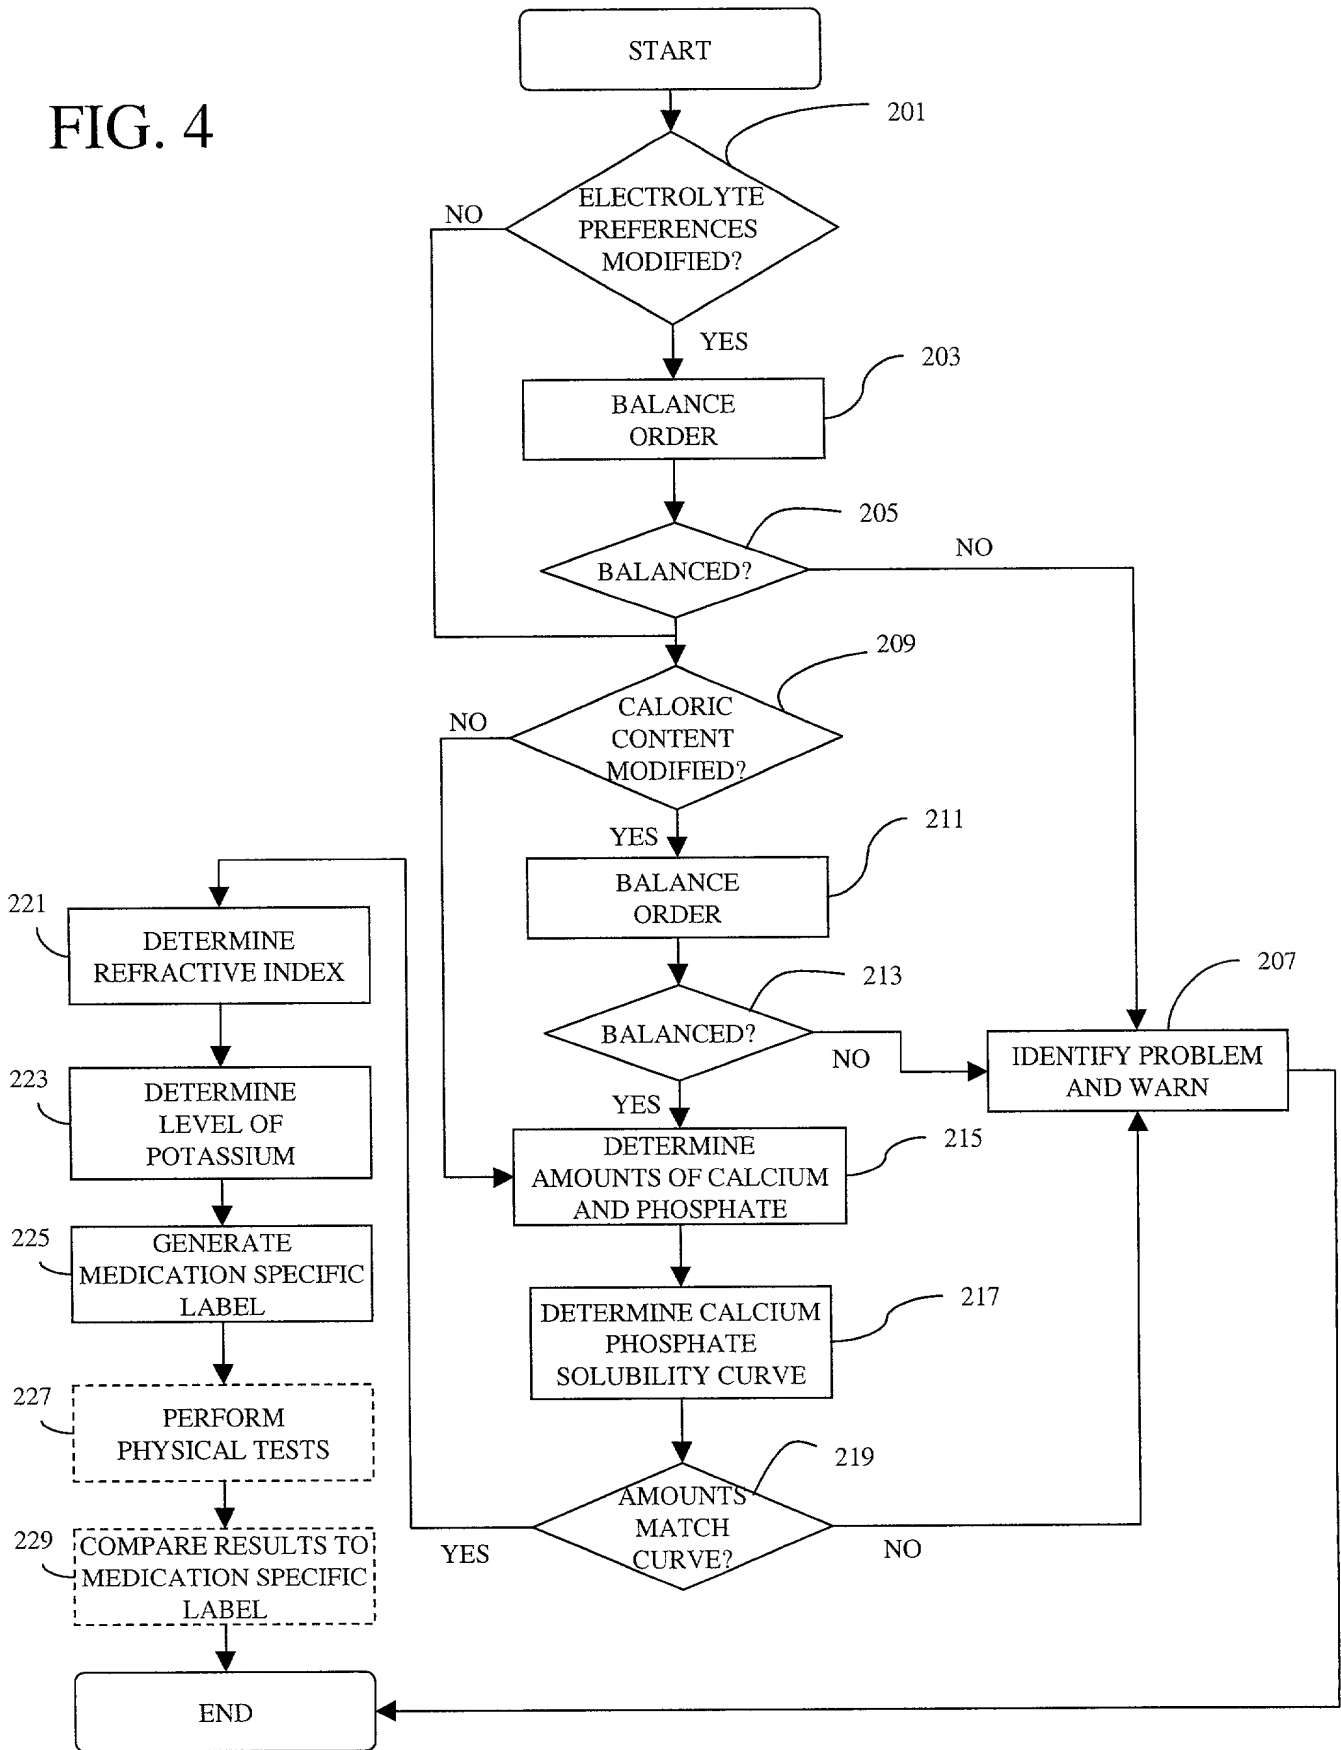 FIG. 4
START
201
ELECTROLYTE
PREFERENCES
MODIFIED?
NO
YES
203
BALANCE
ORDER
205
BALANCED?
NO
209
CALORIC
CONTENT
MODIFIED?
NO
YES
211
BALANCE
ORDER
213
BALANCED?
NO
YES
207
IDENTIFY PROBLEM
AND WARN
215
DETERMINE
AMOUNTS OF CALCIUM
AND PHOSPHATE
217
DETERMINE CALCIUM
PHOSPHATE
SOLUBILITY CURVE
219
AMOUNTS
MATCH
CURVE?
YES
NO
221
DETERMINE
REFRACTIVE INDEX
223
DETERMINE
LEVEL OF
POTASSIUM
225
GENERATE
MEDICATION SPECIFIC
LABEL
227
PERFORM
PHYSICAL TESTS
229
COMPARE RESULTS TO
MEDICATION SPECIFIC
LABEL
END